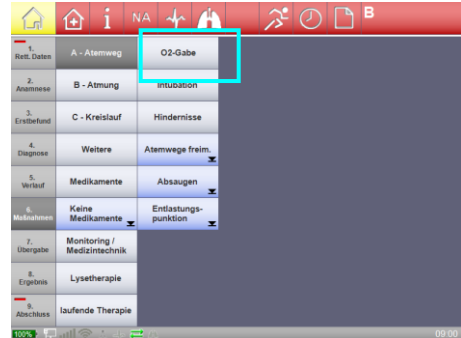 NA
B
1.
Rett. Daten
A - Atemweg
O2-Gabe
2.
Anamnese
B - Atmung
Intubation
3.
Erstbefund
C - Kreislauf
Hindernisse
4.
Diagnose
Weitere
Atemwege freim.
5.
Verlauf
Medikamente
Absaugen
6.
Maßnahmen
Keine
Medikamente
Entlastungs-
punktion
7.
Übergabe
Monitoring /
Medizintechnik
8.
Ergebnis
Lysetherapie
9.
Abschluss
laufende Therapie
100%
09:00